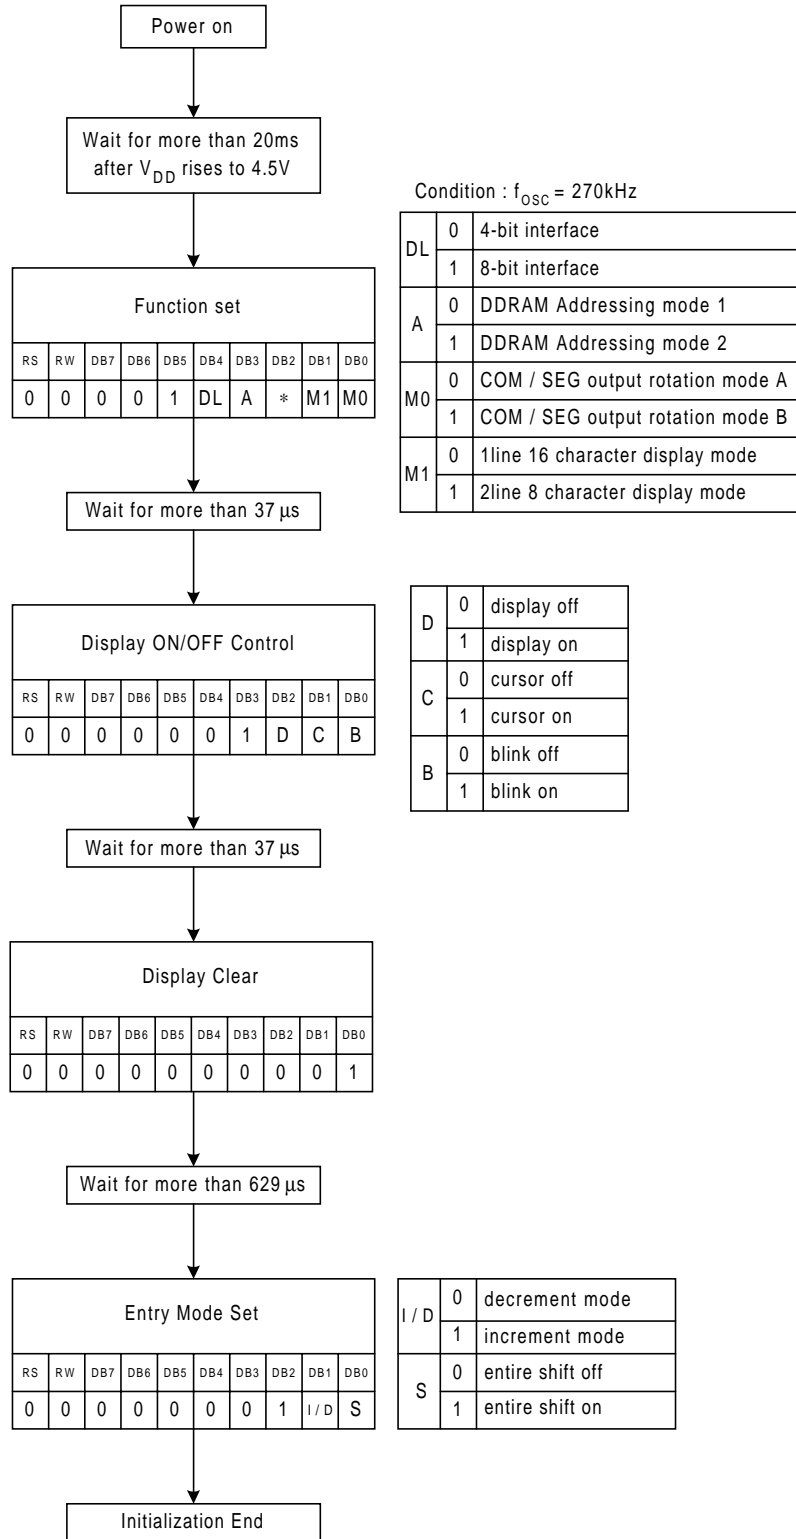 Power on
Wait for more than 20ms
after VDD rises to 4.5V
Condition : fOSC = 270kHz
Function set
RS RW DB7 DB6 DB5 DB4 DB3 DB2 DB1 DB0
0 0 0 0 1 DL A * M1 M0
DL 0 4-bit interface
1 8-bit interface
A 0 DDRAM Addressing mode 1
1 DDRAM Addressing mode 2
M0 0 COM / SEG output rotation mode A
1 COM / SEG output rotation mode B
M1 0 1line 16 character display mode
1 2line 8 character display mode
Wait for more than 37 µs
Display ON/OFF Control
RS RW DB7 DB6 DB5 DB4 DB3 DB2 DB1 DB0
0 0 0 0 0 0 1 D C B
D 0 display off
1 display on
C 0 cursor off
1 cursor on
B 0 blink off
1 blink on
Wait for more than 37 µs
Display Clear
RS RW DB7 DB6 DB5 DB4 DB3 DB2 DB1 DB0
0 0 0 0 0 0 0 0 0 1
Wait for more than 629 µs
Entry Mode Set
RS RW DB7 DB6 DB5 DB4 DB3 DB2 DB1 DB0
0 0 0 0 0 0 0 1 I / D S
I / D 0 decrement mode
1 increment mode
S 0 entire shift off
1 entire shift on
Initialization End